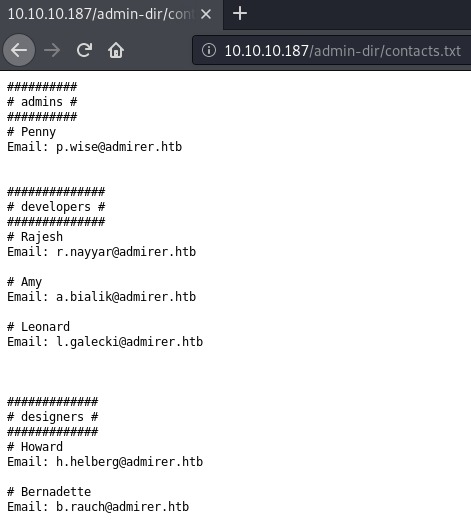 10.10.10.187/admin-dir/cont
10.10.10.187/admin-dir/contacts.txt
##########
# admins #
##########
# Penny
Email: p.wise@admirer.htb
##############
# developers #
##############
# Rajesh
Email: r.nayyar@admirer.htb
# Amy
Email: a.bialik@admirer.htb
# Leonard
Email: l.galecki@admirer.htb
#############
# designers #
#############
# Howard
Email: h.helberg@admirer.htb
# Bernadette
Email: b.rauch@admirer.htb